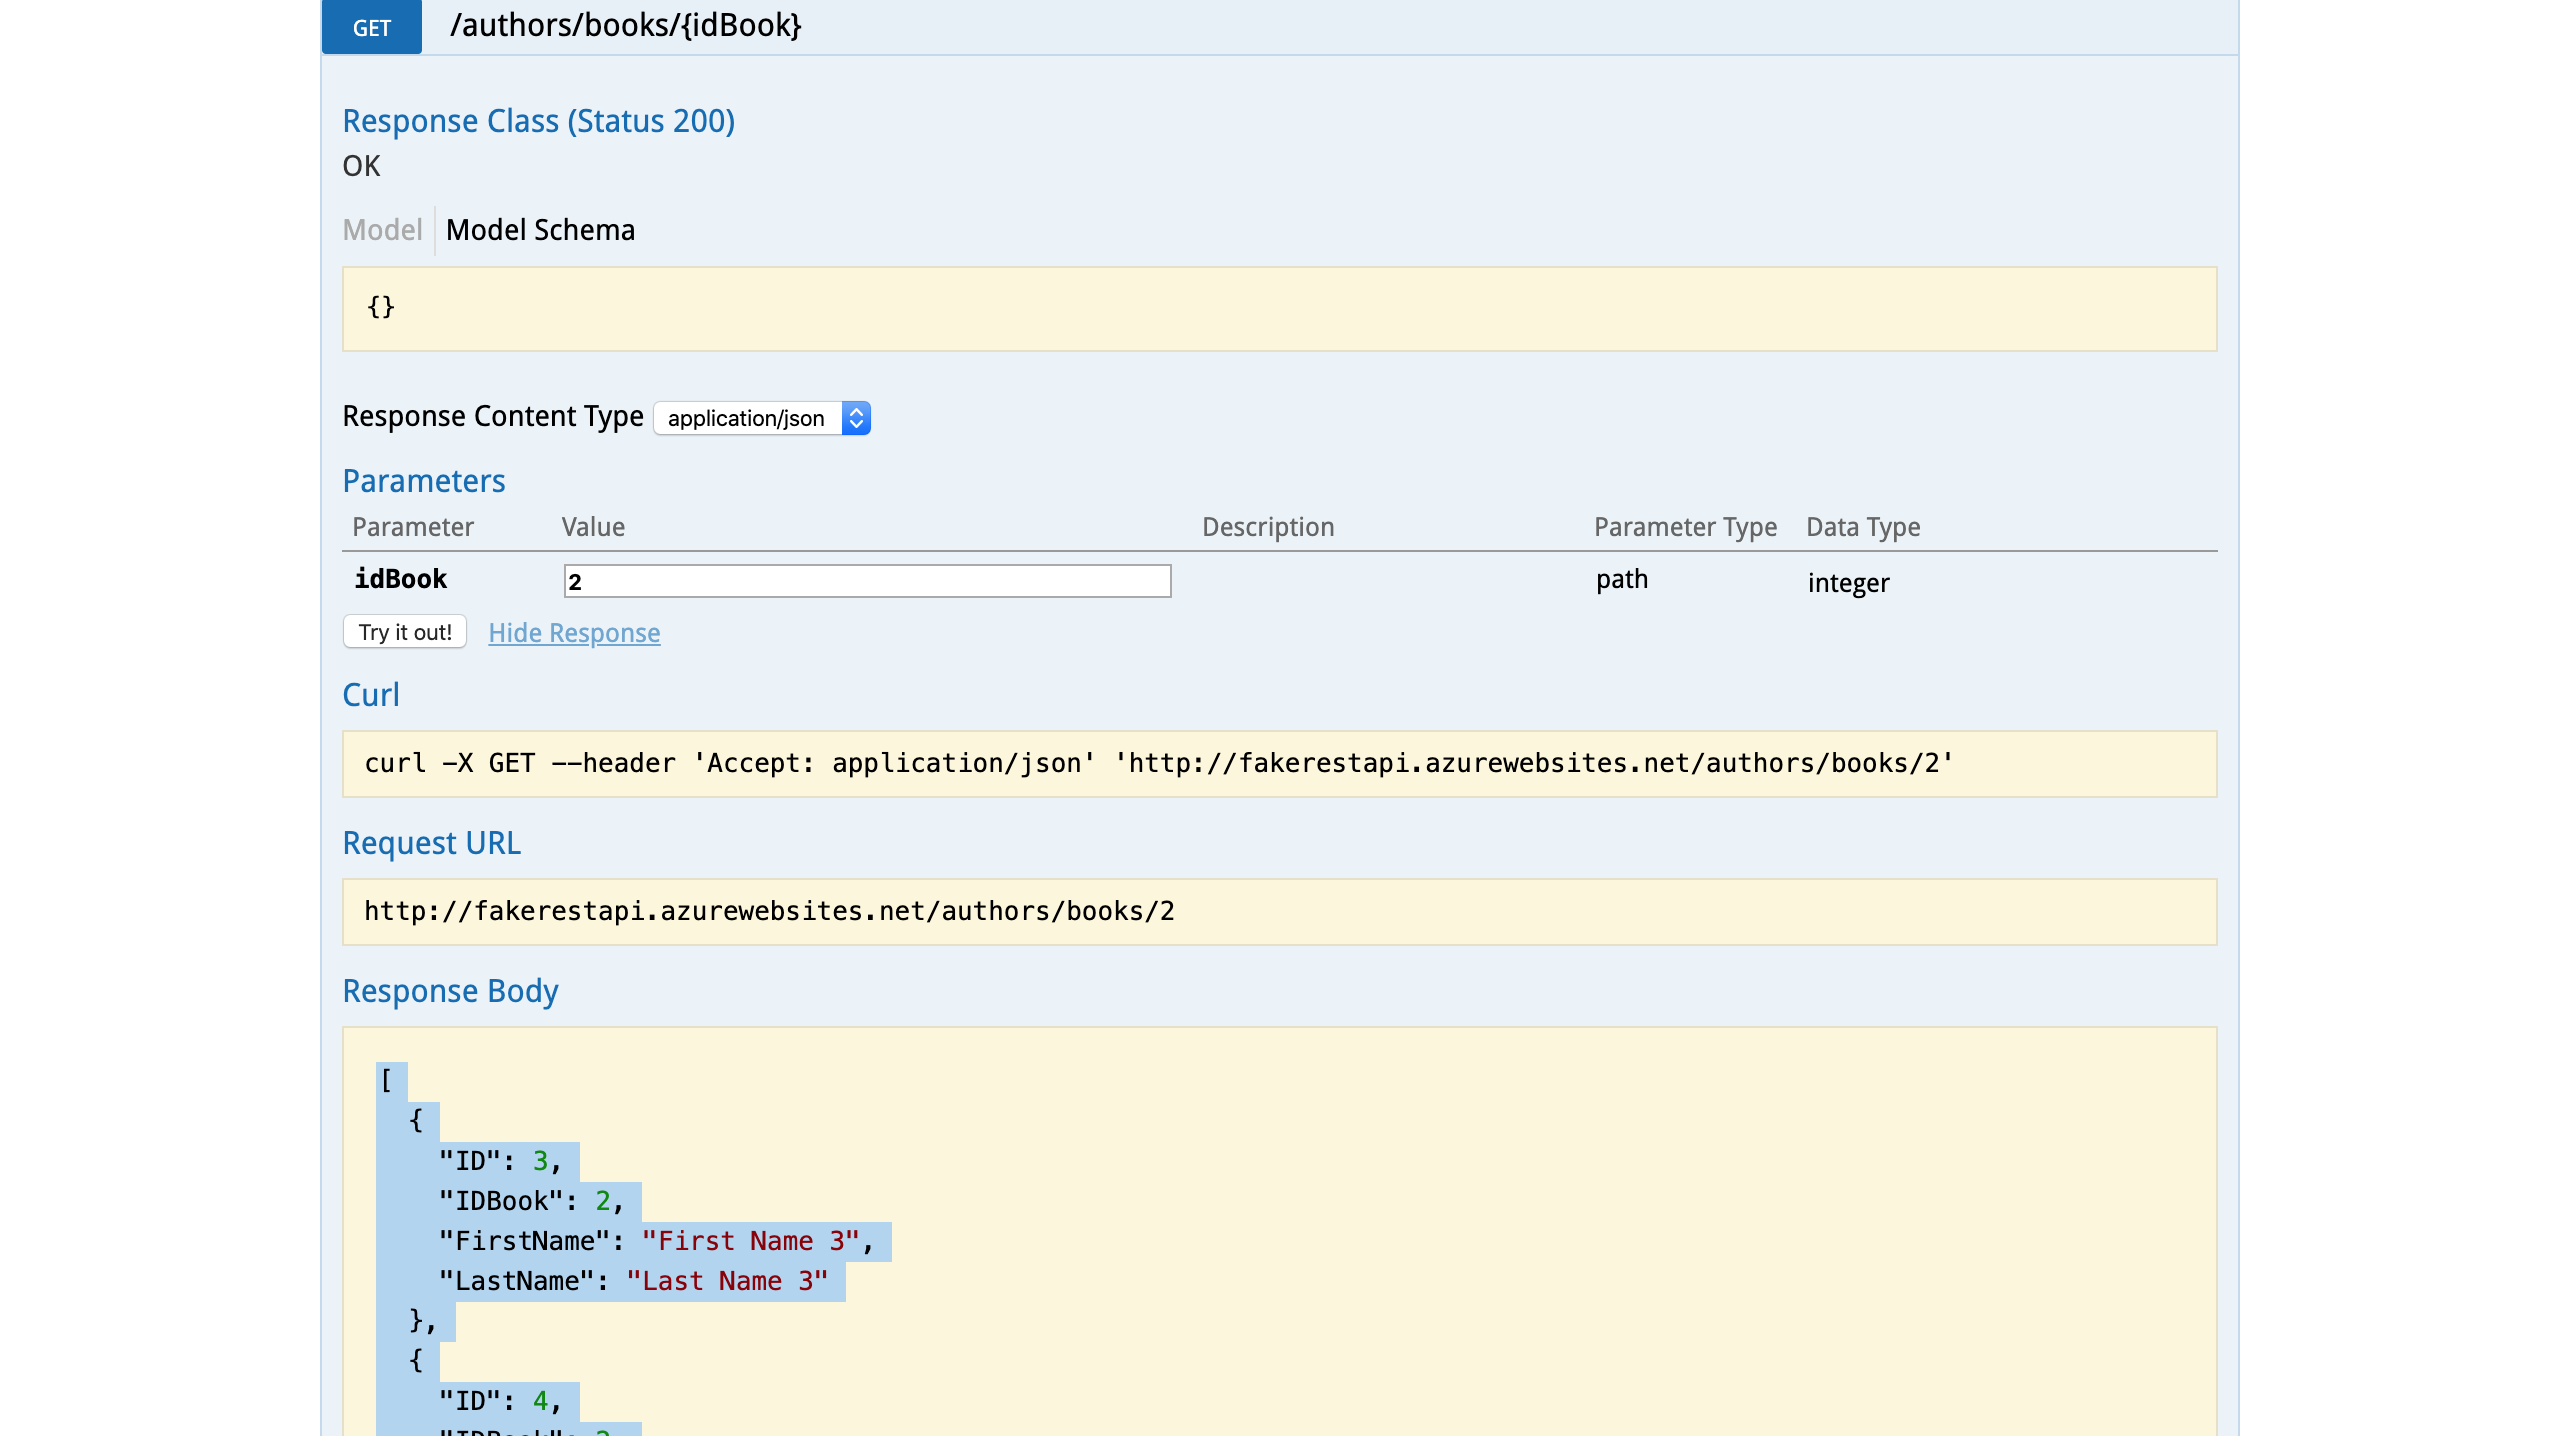 GET /authors/books/{idBook}
Response Class (Status 200)
OK
Model Model Schema
{}
Response Content Type application/json
Parameters
Parameter Value Description Parameter Type Data Type
idBook 2 path integer
Try it out! Hide Response
Curl
curl -X GET --header 'Accept: application/json' 'http://fakerestapi.azurewebsites.net/authors/books/2'
Request URL
http://fakerestapi.azurewebsites.net/authors/books/2
Response Body
[
{
"ID": 3,
"IDBook": 2,
"FirstName": "First Name 3",
"LastName": "Last Name 3"
},
{
"ID": 4,